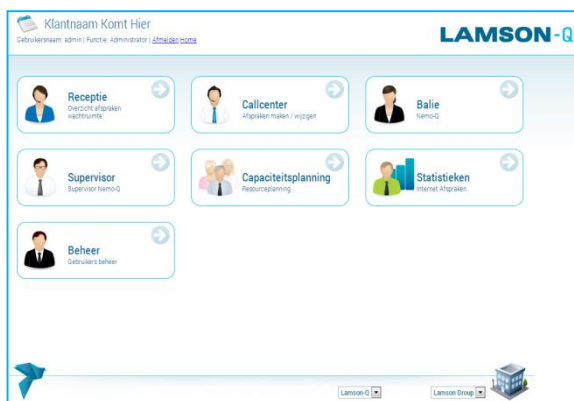 Klantnaam Komt Hier
Gebruikersnaam: admin | Functie: Administrator | Afmelden Home
LAMSON-Q
Receptie
Overzicht afspraken
wachtruimte
Callcenter
Afspraken maken / wijzigen
Balie
Nemo-Q
Supervisor
Supervisor Nemo-Q
Capaciteitsplanning
Resourceplanning
Statistieken
Internet Afspraken
Beheer
Gebruikers beheer
Lamson-Q
Lamson Group